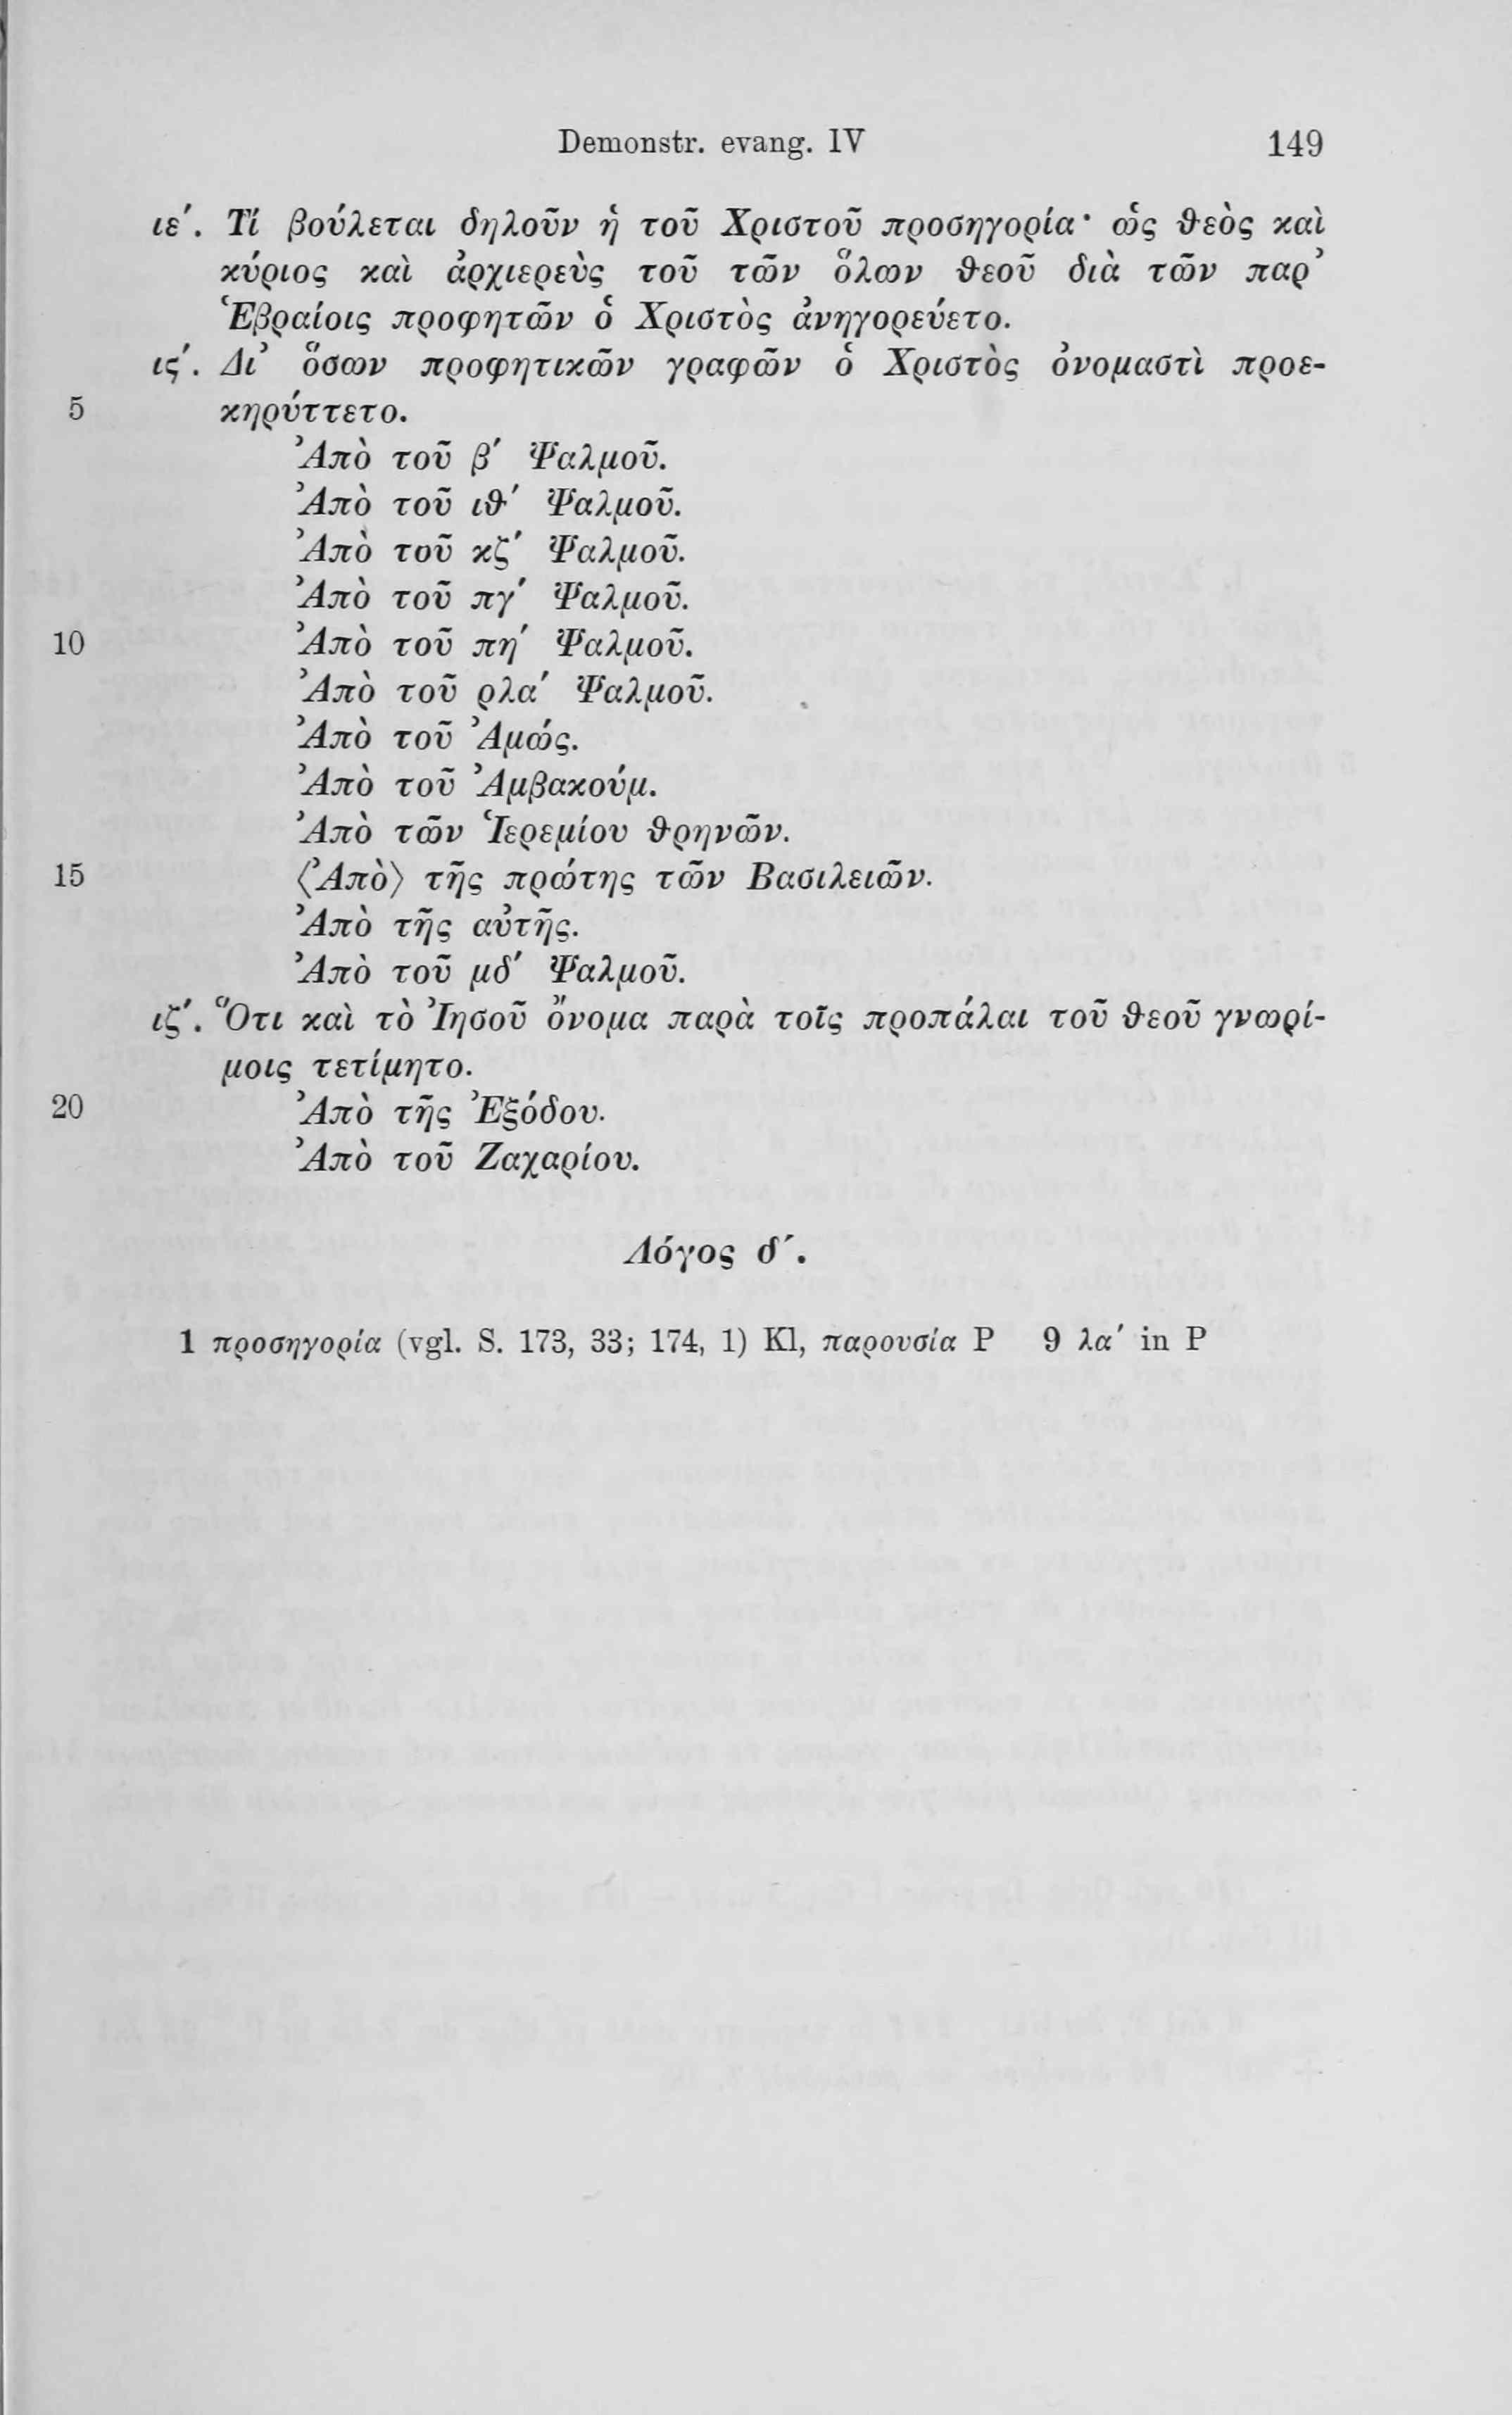 Demonstr. evang. IV 149
ιε΄. Τί βούλεται δηλοῦν ἡ τοῦ Χριστοῦ προσηγορία· ὡς θεὸς καὶ
κύριος καὶ ἀρχιερεὺς τοῦ τῶν ὅλων θεοῦ διὰ τῶν παρ᾽
Ἑβραίοις προφητῶν ὁ Χριστὸς ἀνηγορεύετο.
ις΄. Δι᾽ ὅσων προφητικῶν γραφῶν ὁ Χριστὸς ὀνομαστὶ προε-
5 κηρύττετο.
Ἀπὸ τοῦ β΄ Ψαλμοῦ.
Ἀπὸ τοῦ ιθ΄ Ψαλμοῦ.
Ἀπὸ τοῦ κζ΄ Ψαλμοῦ.
Ἀπὸ τοῦ πγ΄ Ψαλμοῦ.
10 Ἀπὸ τοῦ πη΄ Ψαλμοῦ.
Ἀπὸ τοῦ ρλα΄ Ψαλμοῦ.
Ἀπὸ τοῦ Ἀμώς.
Ἀπὸ τοῦ Ἀμβακούμ.
Ἀπὸ τῶν Ἱερεμίου θρηνῶν.
15 ⟨Ἀπὸ⟩ τῆς πρώτης τῶν Βασιλειῶν.
Ἀπὸ τῆς αὐτῆς.
Ἀπὸ τοῦ μδ΄ Ψαλμοῦ.
ιζ΄. Ὅτι καὶ τὸ Ἰησοῦ ὄνομα παρὰ τοῖς προπάλαι τοῦ θεοῦ γνωρί-
μοις τετίμητο.
20 Ἀπὸ τῆς Ἐξόδου.
Ἀπὸ τοῦ Ζαχαρίου.
Λόγος δ΄.
1 προσηγορία (vgl. S. 173, 33; 174, 1) Kl, παρουσία P 9 λα΄ in P